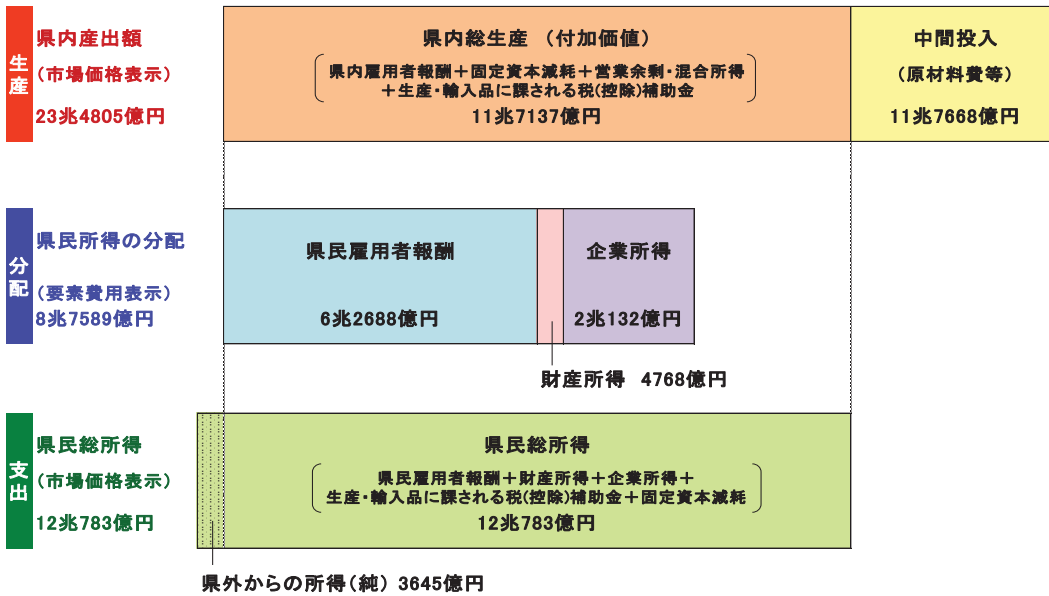 生産
県内産出額
(市場価格表示)
23兆4805億円
県内総生産 (付加価値)
県内雇用者報酬+固定資本減耗+営業余剰・混合所得
+生産・輸入品に課される税(控除)補助金
11兆7137億円
中間投入
(原材料費等)
11兆7668億円
分配
県民所得の分配
(要素費用表示)
8兆7589億円
県民雇用者報酬
6兆2688億円
企業所得
2兆132億円
財産所得 4768億円
支出
県民総所得
(市場価格表示)
12兆783億円
県民総所得
県民雇用者報酬+財産所得+企業所得+
生産・輸入品に課される税(控除)補助金+固定資本減耗
12兆783億円
県外からの所得(純) 3645億円